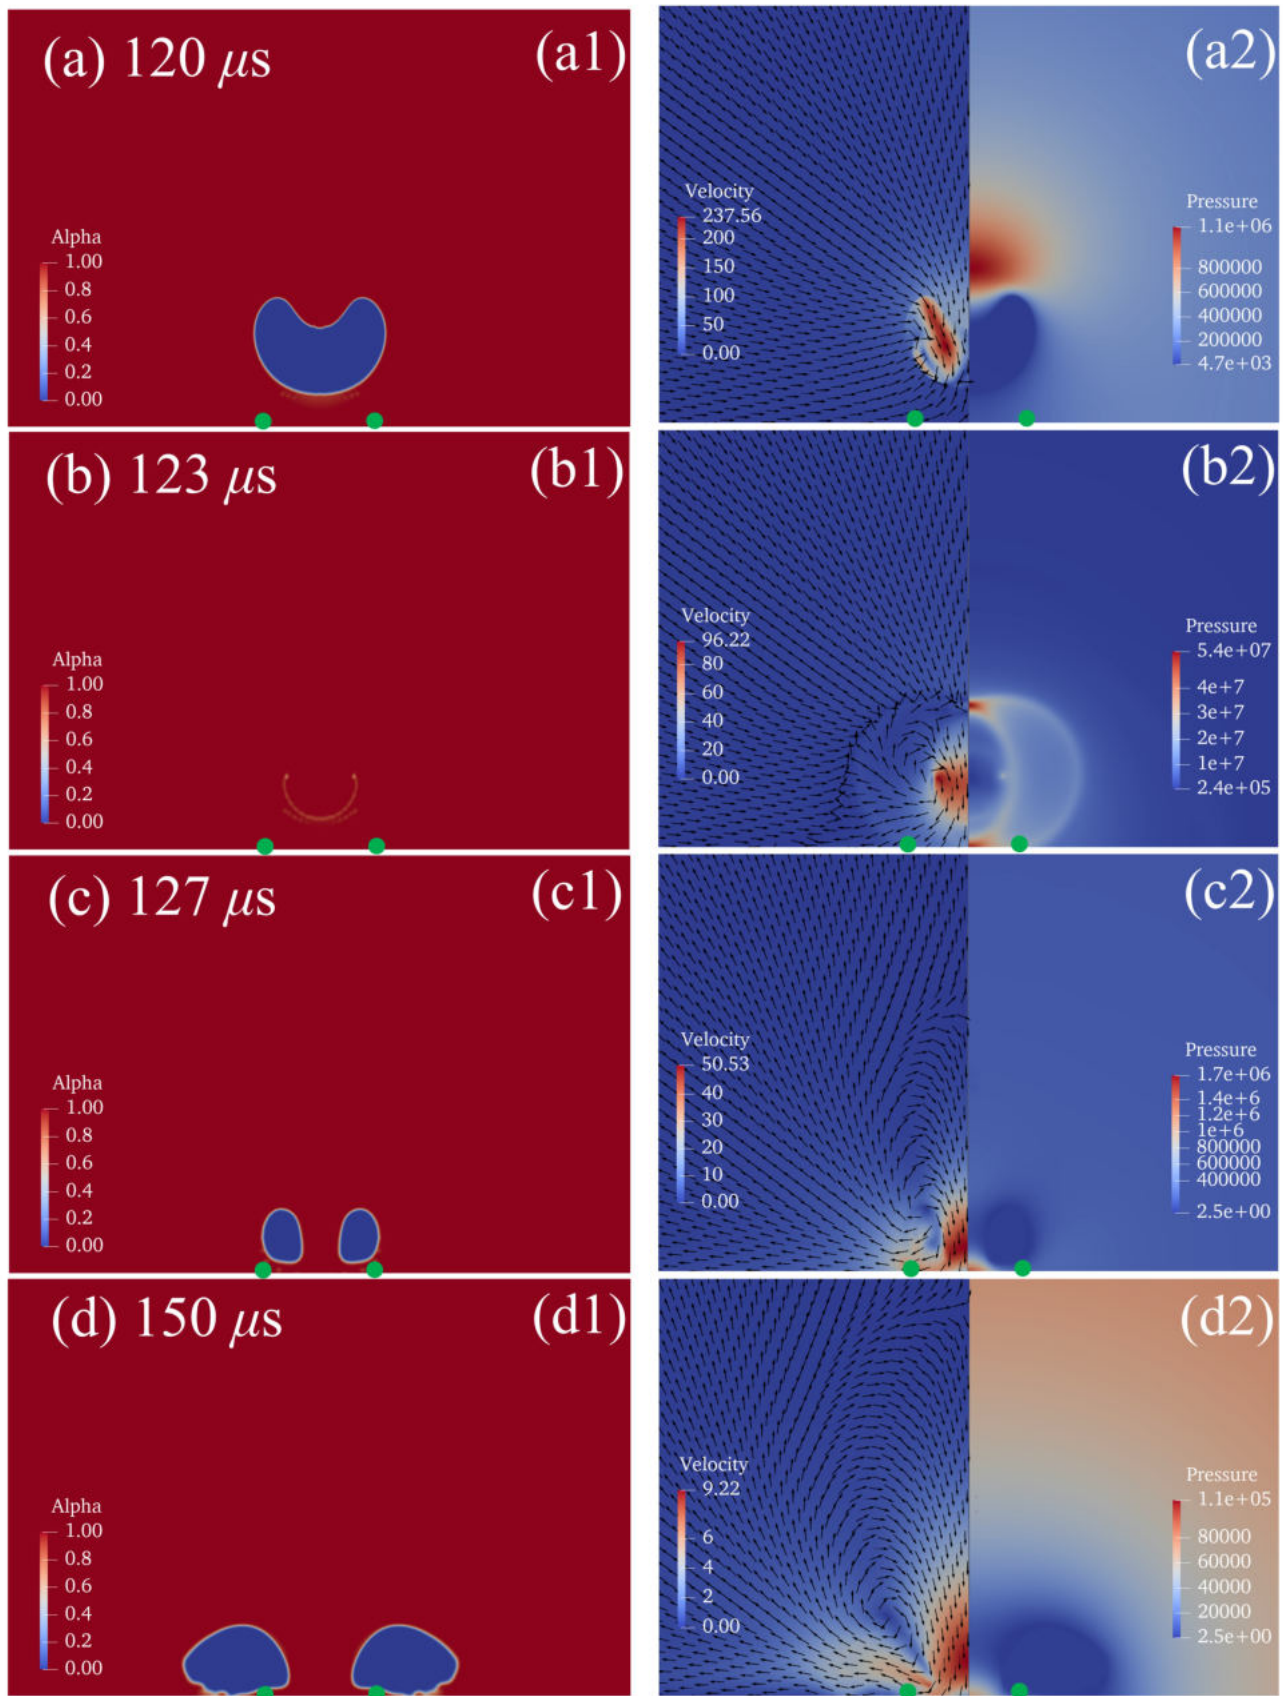 (a) 120 μs
(a1)
Alpha
1.00
0.8
0.6
0.4
0.2
0.00
(a2)
Velocity
237.56
200
150
100
50
0.00
Pressure
1.1e+06
800000
600000
400000
200000
4.7e+03
(b) 123 μs
(b1)
Alpha
1.00
0.8
0.6
0.4
0.2
0.00
(b2)
Velocity
96.22
80
60
40
20
0.00
Pressure
5.4e+07
4e+7
3e+7
2e+7
1e+7
2.4e+05
(c) 127 μs
(c1)
Alpha
1.00
0.8
0.6
0.4
0.2
0.00
(c2)
Velocity
50.53
40
30
20
10
0.00
Pressure
1.7e+06
1.4e+6
1.2e+6
1e+6
800000
600000
400000
2.5e+00
(d) 150 μs
(d1)
Alpha
1.00
0.8
0.6
0.4
0.2
0.00
(d2)
Velocity
9.22
6
4
2
0.00
Pressure
1.1e+05
80000
60000
40000
20000
2.5e+00